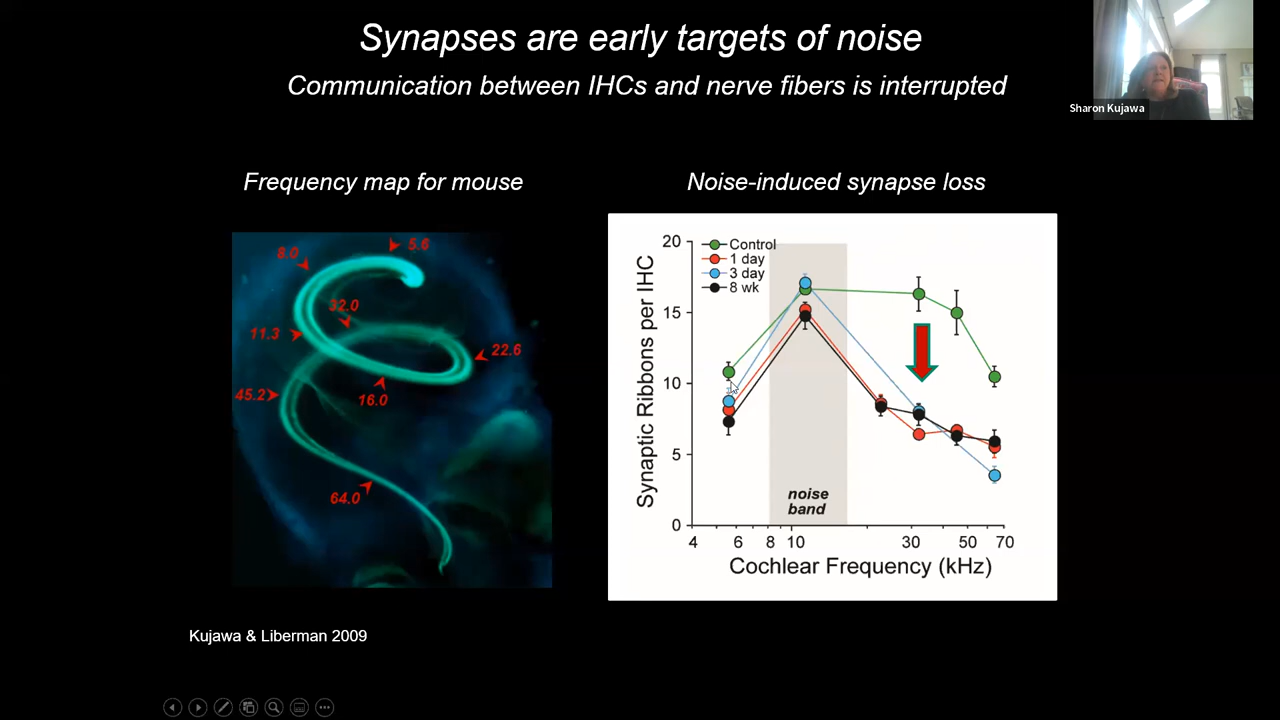 Synapses are early targets of noise
Communication between IHCs and nerve fibers is interrupted
Sharon Kujawa
Frequency map for mouse
Noise-induced synapse loss
5.6
8.0
32.0
11.3
22.6
45.2
16.0
64.0
Synaptic Ribbons per IHC
20
15
10
5
0
Control
1 day
3 day
8 wk
noise
band
4 6 8 10 30 50 70
Cochlear Frequency (kHz)
Kujawa & Liberman 2009